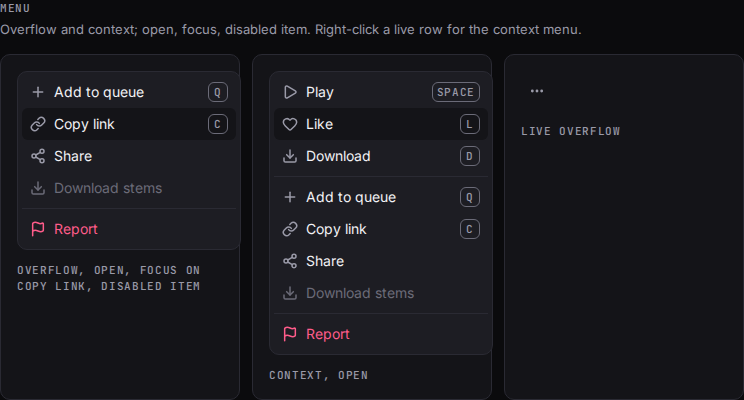 MENU
Overflow and context; open, focus, disabled item. Right-click a live row for the context menu.
Add to queue Q
Copy link C
Share
Download stems
Report
OVERFLOW, OPEN, FOCUS ON
COPY LINK, DISABLED ITEM
Play SPACE
Like L
Download D
Add to queue Q
Copy link C
Share
Download stems
Report
CONTEXT, OPEN
LIVE OVERFLOW